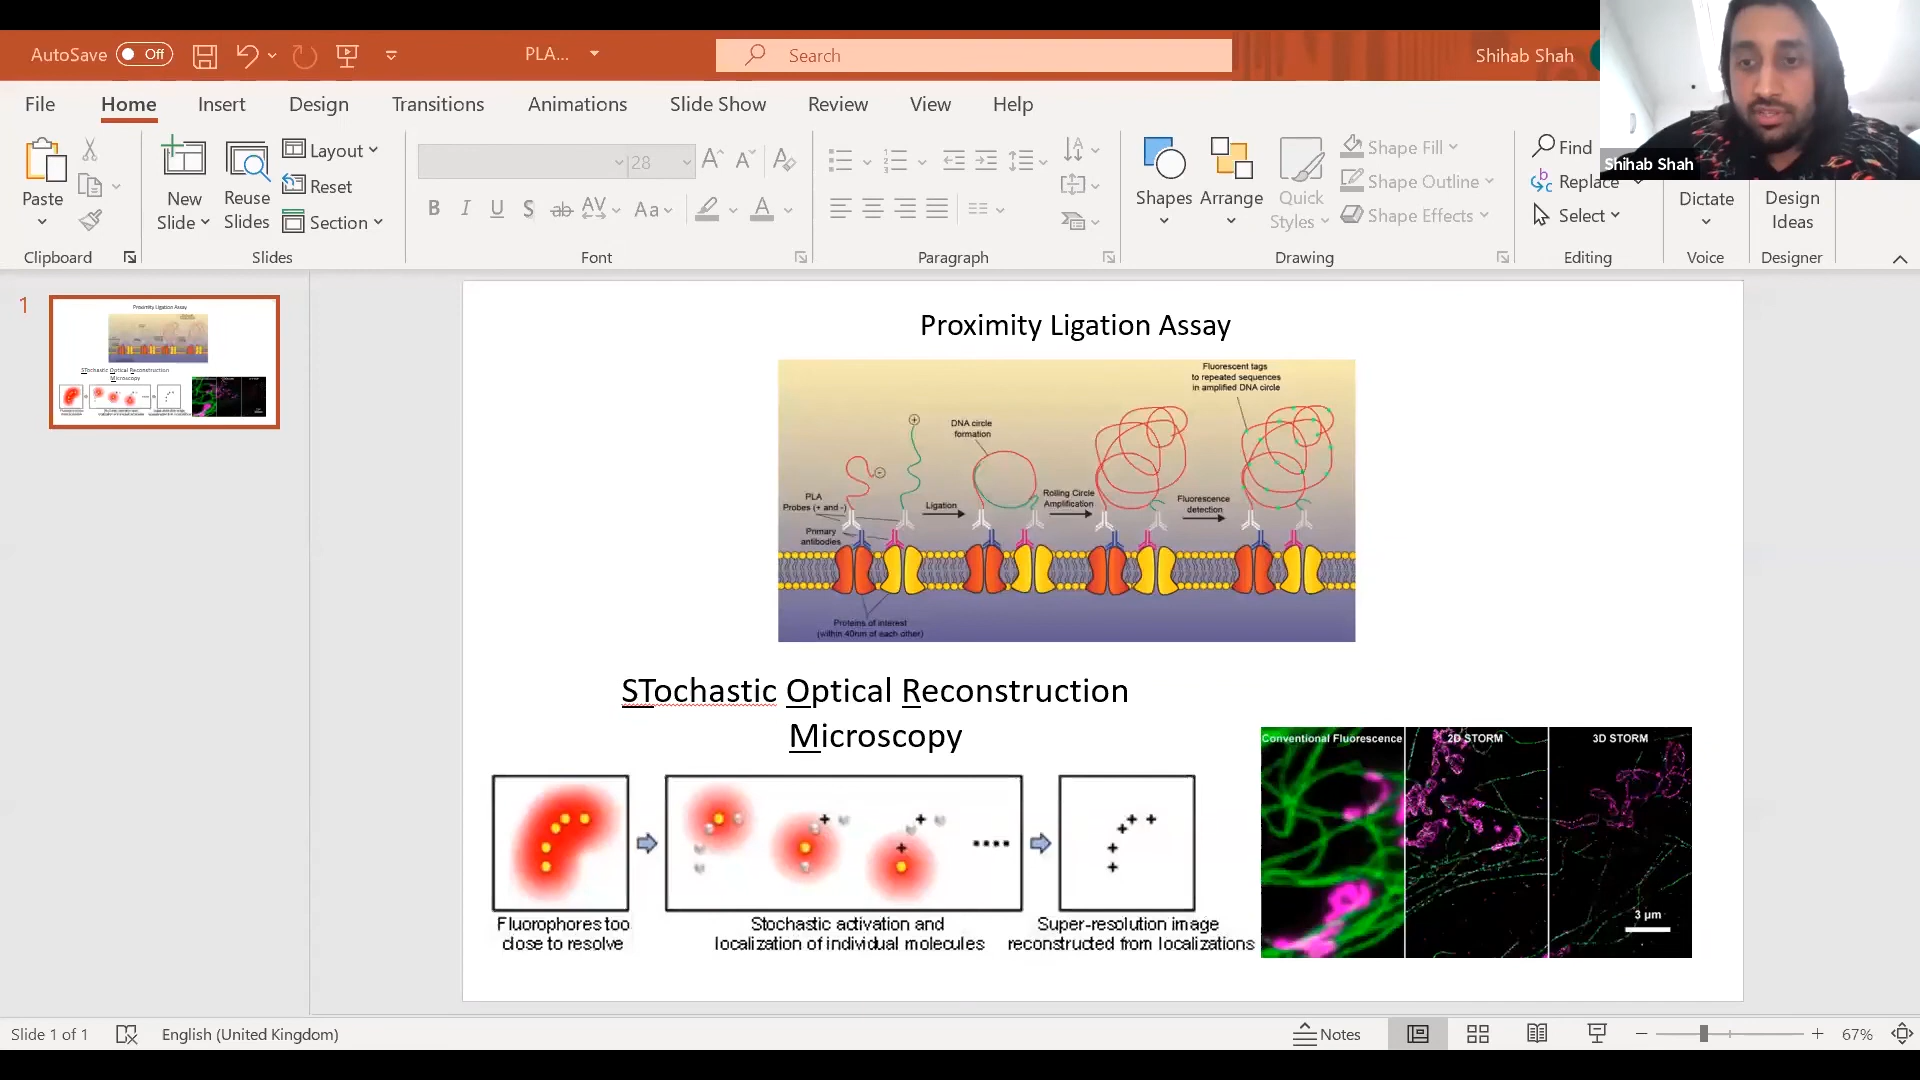 AutoSave Off PLA... Search Shihab Shah
File Home Insert Design Transitions Animations Slide Show Review View Help
Paste
New
Slide
Reuse
Slides
Layout
Reset
Section
28
B I U S ab AV Aa A
Shapes
Arrange
Quick
Styles
Shape Fill
Shape Outline
Shape Effects
Find
Replace
Select
Dictate
Design
Ideas
Shihab Shah
Clipboard Slides Font Paragraph Drawing Editing Voice Designer
1
Proximity Ligation Assay
Fluorescent tags
to repeated sequences
in amplified DNA circle
DNA circle
formation
PLA
Probes (+ and -)
Primary
antibodies
Ligation
Rolling Circle
Amplification
Fluorescence
detection
Proteins of interest
(within 40nm of each other)
STochastic Optical Reconstruction
Microscopy
Fluorophores too
close to resolve
Stochastic activation and
localization of individual molecules
Super-resolution image
reconstructed from localizations
Conventional Fluorescence 2D STORM 3D STORM
3 μm
Slide 1 of 1 English (United Kingdom) Notes 67%